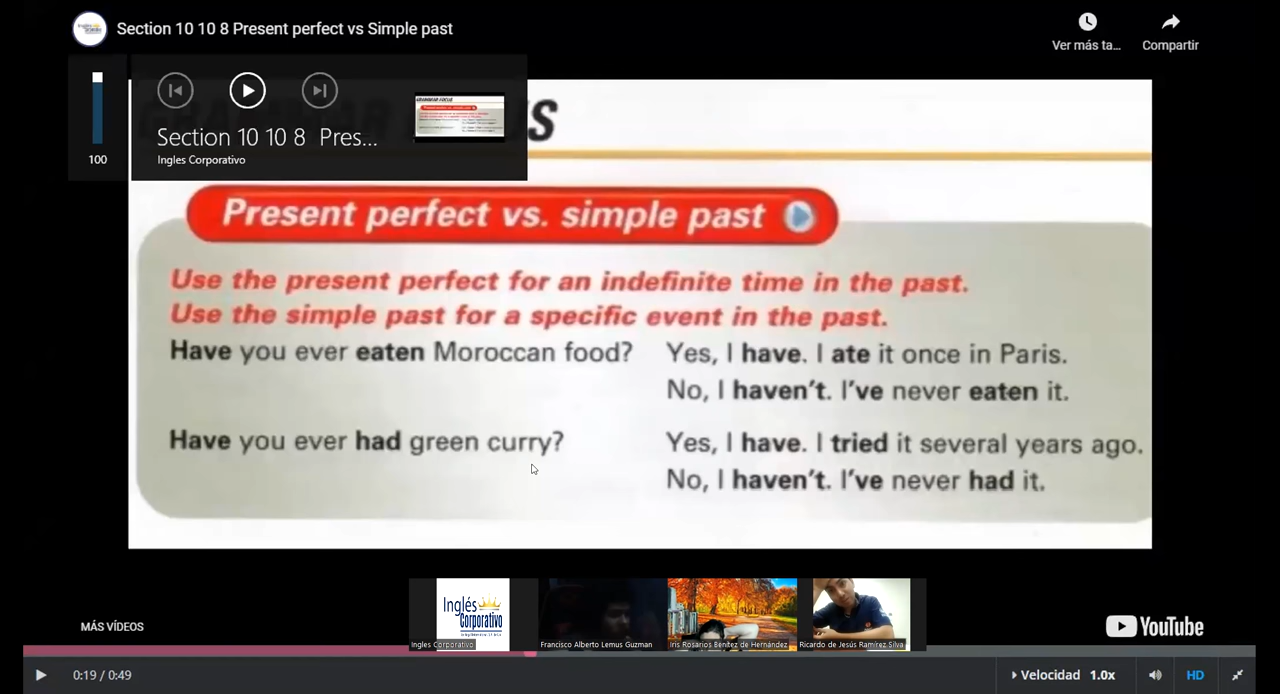 Section 10 10 8 Present perfect vs Simple past
Ver más ta...
Compartir
100
Section 10 10 8 Pres...
Ingles Corporativo
Present perfect vs. simple past
Use the present perfect for an indefinite time in the past.
Use the simple past for a specific event in the past.
Have you ever eaten Moroccan food? Yes, I have. I ate it once in Paris.
No, I haven't. I've never eaten it.
Have you ever had green curry? Yes, I have. I tried it several years ago.
No, I haven't. I've never had it.
Inglés
Corporativo
Ingles Corporativo
Francisco Alberto Lemus Guzman
Iris Rosarios Benítez de Hernández
Ricardo de Jesús Ramírez Silva
MÁS VÍDEOS
YouTube
0:19 / 0:49
Velocidad 1.0x
HD